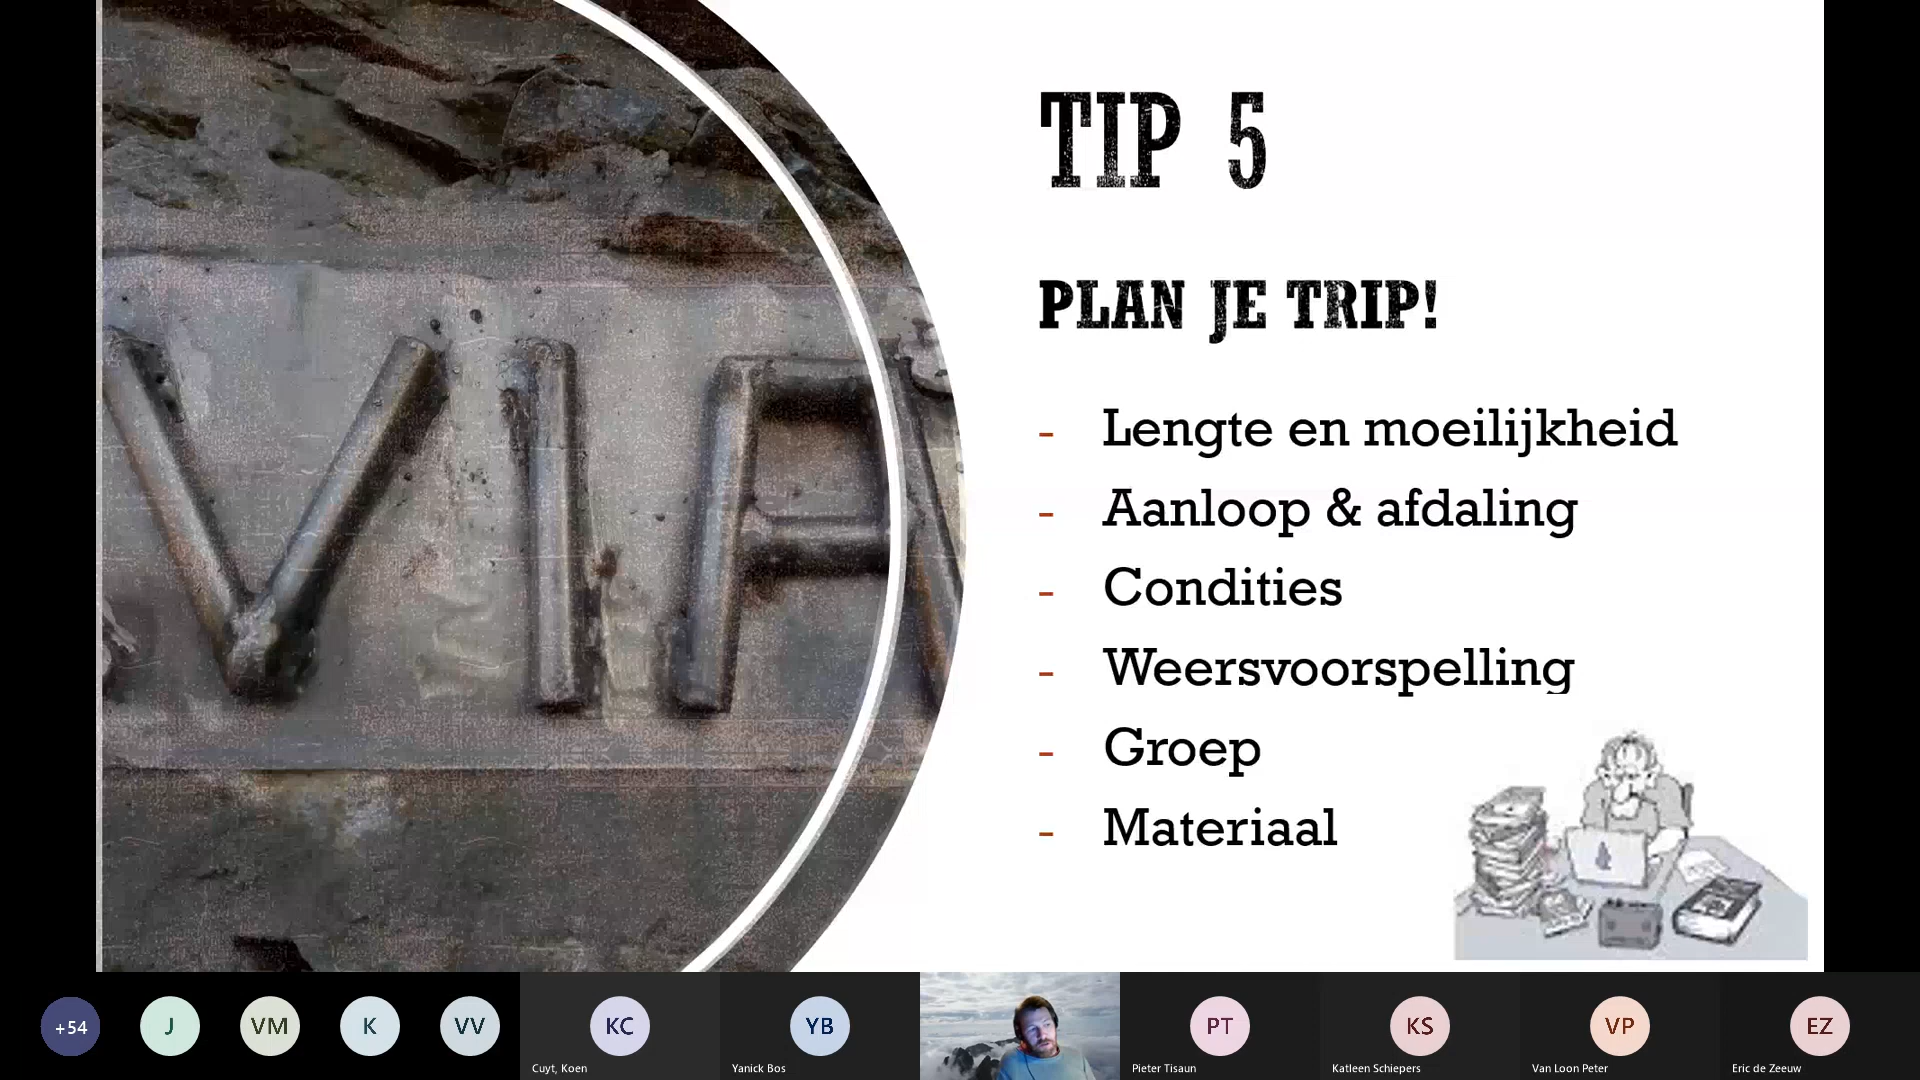 VIA
TIP 5
PLAN JE TRIP!
- Lengte en moeilijkheid
- Aanloop & afdaling
- Condities
- Weersvoorspelling
- Groep
- Materiaal
+54
J
VM
K
VV
KC
Cuyt, Koen
YB
Yanick Bos
PT
Pieter Tisaun
KS
Katleen Schiepers
VP
Van Loon Peter
EZ
Eric de Zeeuw